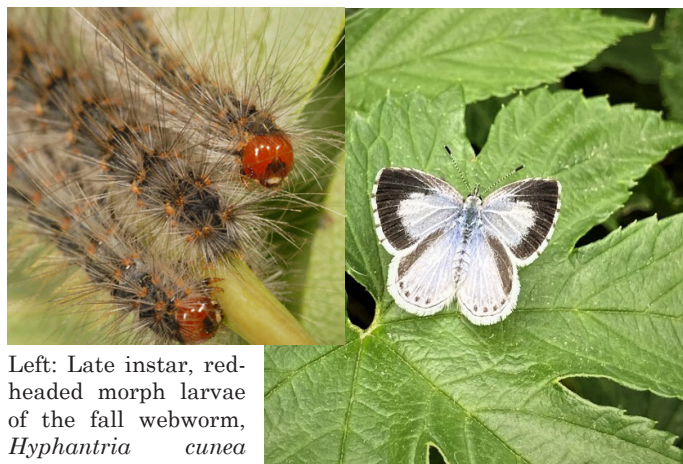 Left: Late instar, red-
headed morph larvae
of the fall webworm,
Hyphantria cunea